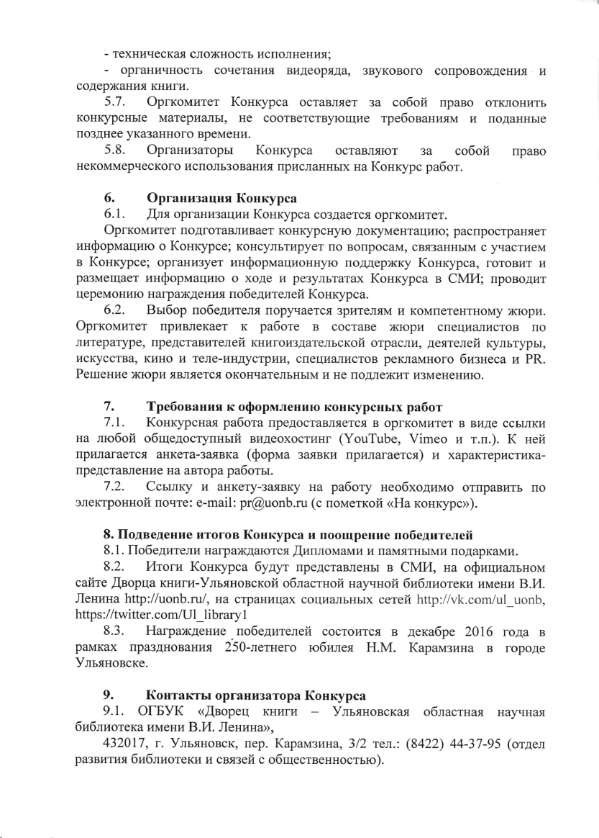 - техническая сложность исполнения;
- органичность сочетания видеоряда, звукового сопровождения и
содержания книги.
5.7. Оргкомитет Конкурса оставляет за собой право отклонить
конкурсные материалы, не соответствующие требованиям и поданные
позднее указанного времени.
5.8. Организаторы Конкурса оставляют за собой право
некоммерческого использования присланных на Конкурс работ.
6. Организация Конкурса
6.1. Для организации Конкурса создается оргкомитет.
Оргкомитет подготавливает конкурсную документацию; распространяет
информацию о Конкурсе; консультирует по вопросам, связанным с участием
в Конкурсе; организует информационную поддержку Конкурса, готовит и
размещает информацию о ходе и результатах Конкурса в СМИ; проводит
церемонию награждения победителей Конкурса.
6.2. Выбор победителя поручается зрителям и компетентному жюри.
Оргкомитет привлекает к работе в составе жюри специалистов по
литературе, представителей книгоиздательской отрасли, деятелей культуры,
искусства, кино и теле-индустрии, специалистов рекламного бизнеса и PR.
Решение жюри является окончательным и не подлежит изменению.
7. Требования к оформлению конкурсных работ
7.1. Конкурсная работа предоставляется в оргкомитет в виде ссылки
на любой общедоступный видеохостинг (YouTube, Vimeo и т.п.). К ней
прилагается анкета-заявка (форма заявки прилагается) и характеристика-
представление на автора работы.
7.2. Ссылку и анкету-заявку на работу необходимо отправить по
электронной почте: e-mail: pr@uonb.ru (с пометкой «На конкурс»).
8. Подведение итогов Конкурса и поощрение победителей
8.1. Победители награждаются Дипломами и памятными подарками.
8.2. Итоги Конкурса будут представлены в СМИ, на официальном
сайте Дворца книги-Ульяновской областной научной библиотеки имени В.И.
Ленина http://uonb.ru/, на страницах социальных сетей http://vk.com/ul_uonb,
https://twitter.com/Ul_library1
8.3. Награждение победителей состоится в декабре 2016 года в
рамках празднования 250-летнего юбилея Н.М. Карамзина в городе
Ульяновске.
9. Контакты организатора Конкурса
9.1. ОГБУК «Дворец книги – Ульяновская областная научная
библиотека имени В.И. Ленина»,
432017, г. Ульяновск, пер. Карамзина, 3/2 тел.: (8422) 44-37-95 (отдел
развития библиотеки и связей с общественностью).